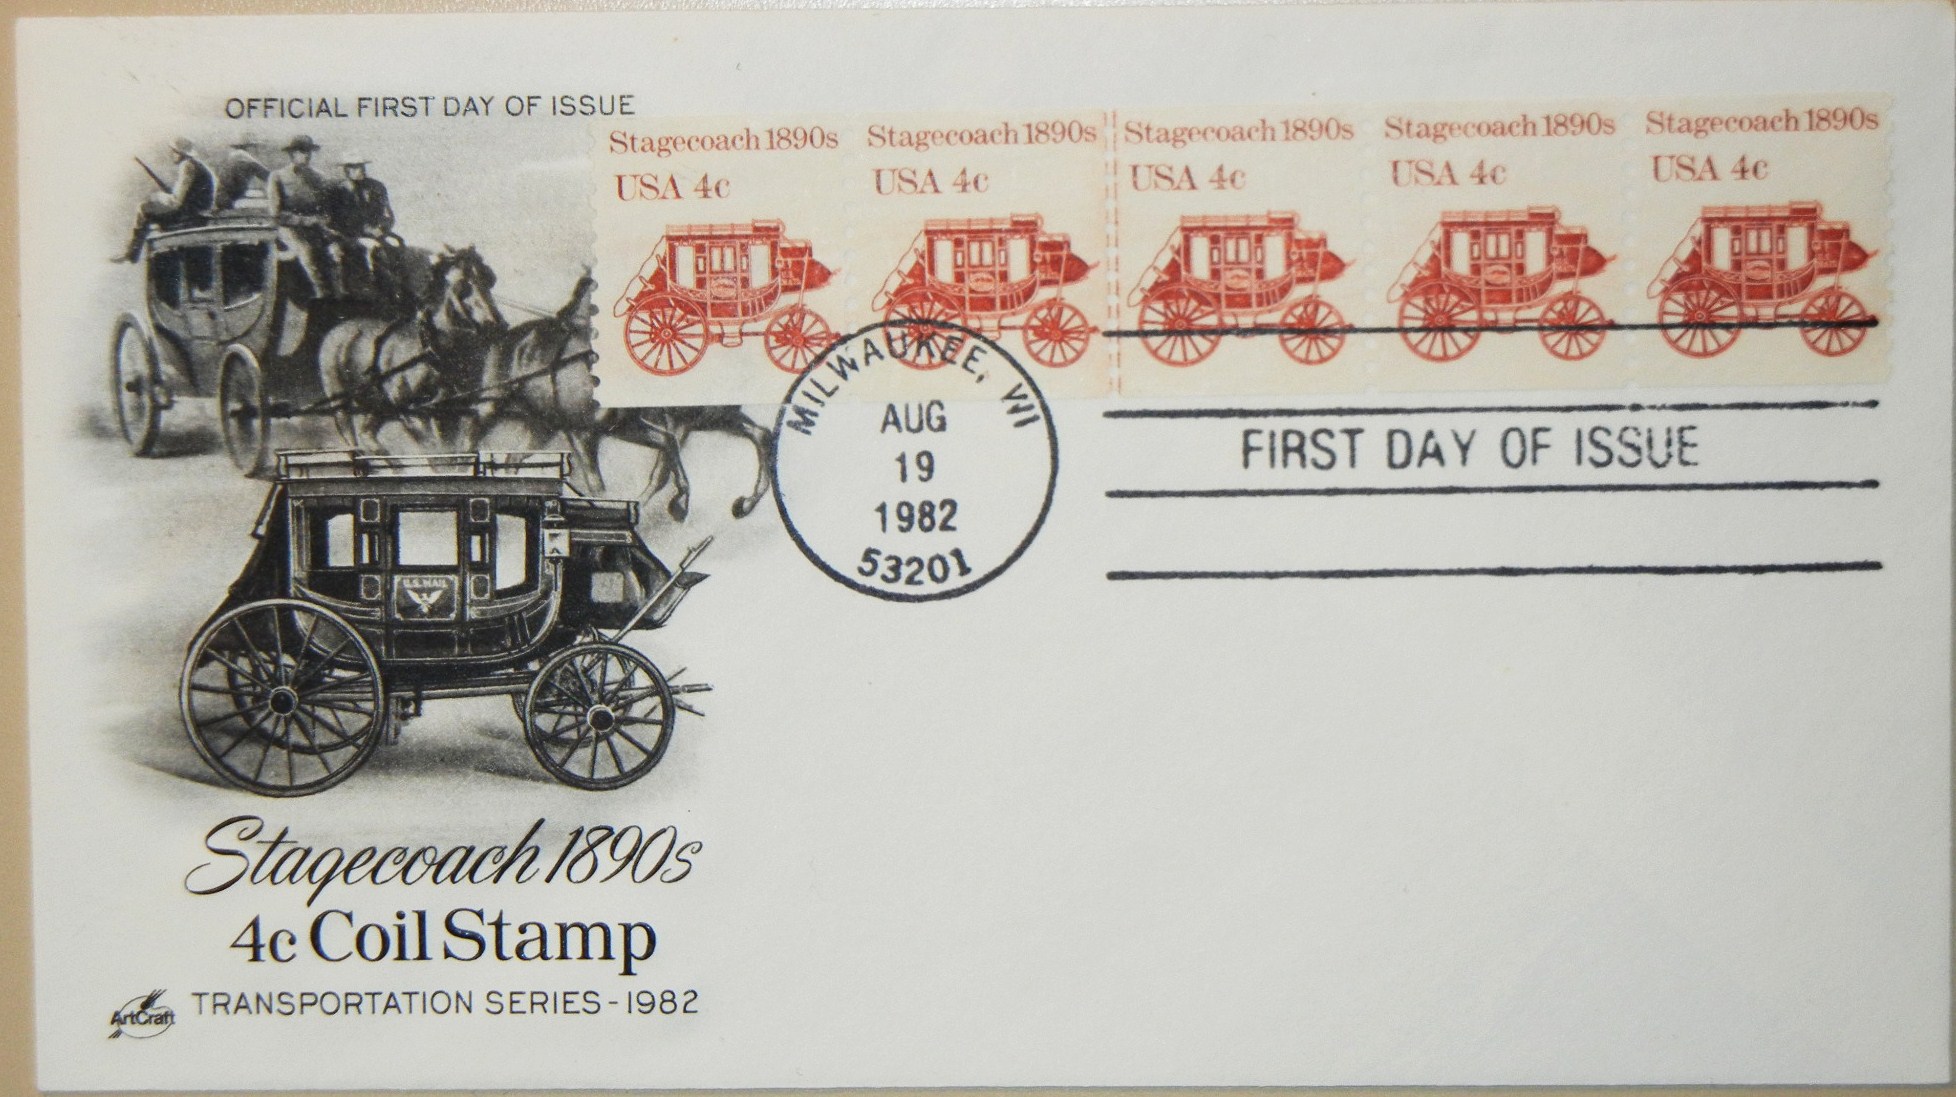 OFFICIAL FIRST DAY OF ISSUE
Stagecoach 1890s
USA 4c
Stagecoach 1890s
USA 4c
Stagecoach 1890s
USA 4c
Stagecoach 1890s
USA 4c
Stagecoach 1890s
USA 4c
MILWAUKEE, WI
AUG
19
1982
53201
FIRST DAY OF ISSUE
U.S. MAIL
Stagecoach 1890s
4c Coil Stamp
ArtCraft
TRANSPORTATION SERIES - 1982